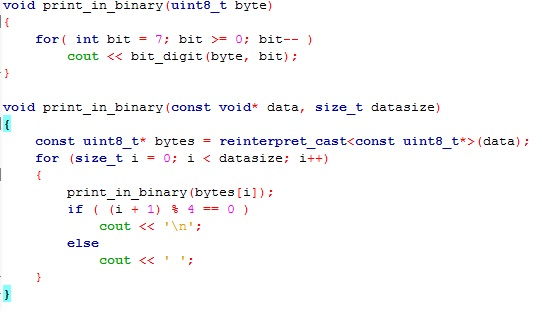 void print_in_binary(uint8_t byte)
{
    for( int bit = 7; bit >= 0; bit-- )
        cout << bit_digit(byte, bit);
}
void print_in_binary(const void* data, size_t datasize)
{
    const uint8_t* bytes = reinterpret_cast<const uint8_t*>(data);
    for (size_t i = 0; i < datasize; i++)
    {
        print_in_binary(bytes[i]);
        if ( (i + 1) % 4 == 0 )
            cout << '\n';
        else
            cout << ' ';
    }
}